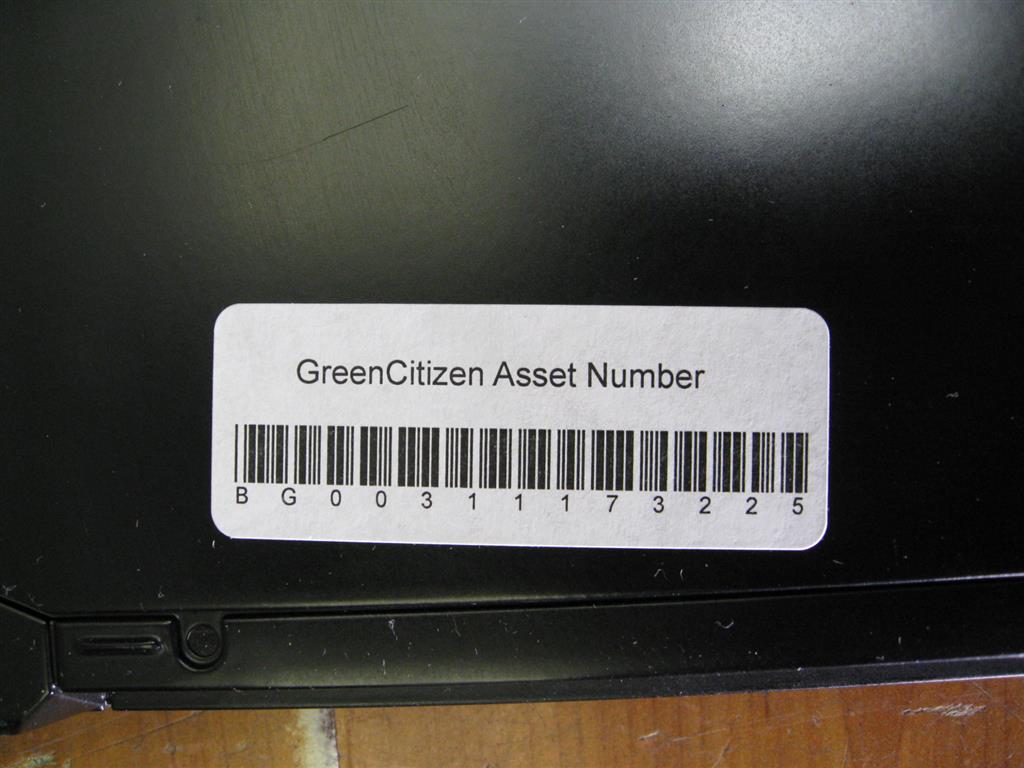 GreenCitizen Asset Number
B G 0 0 3 1 1 1 7 3 2 2 5